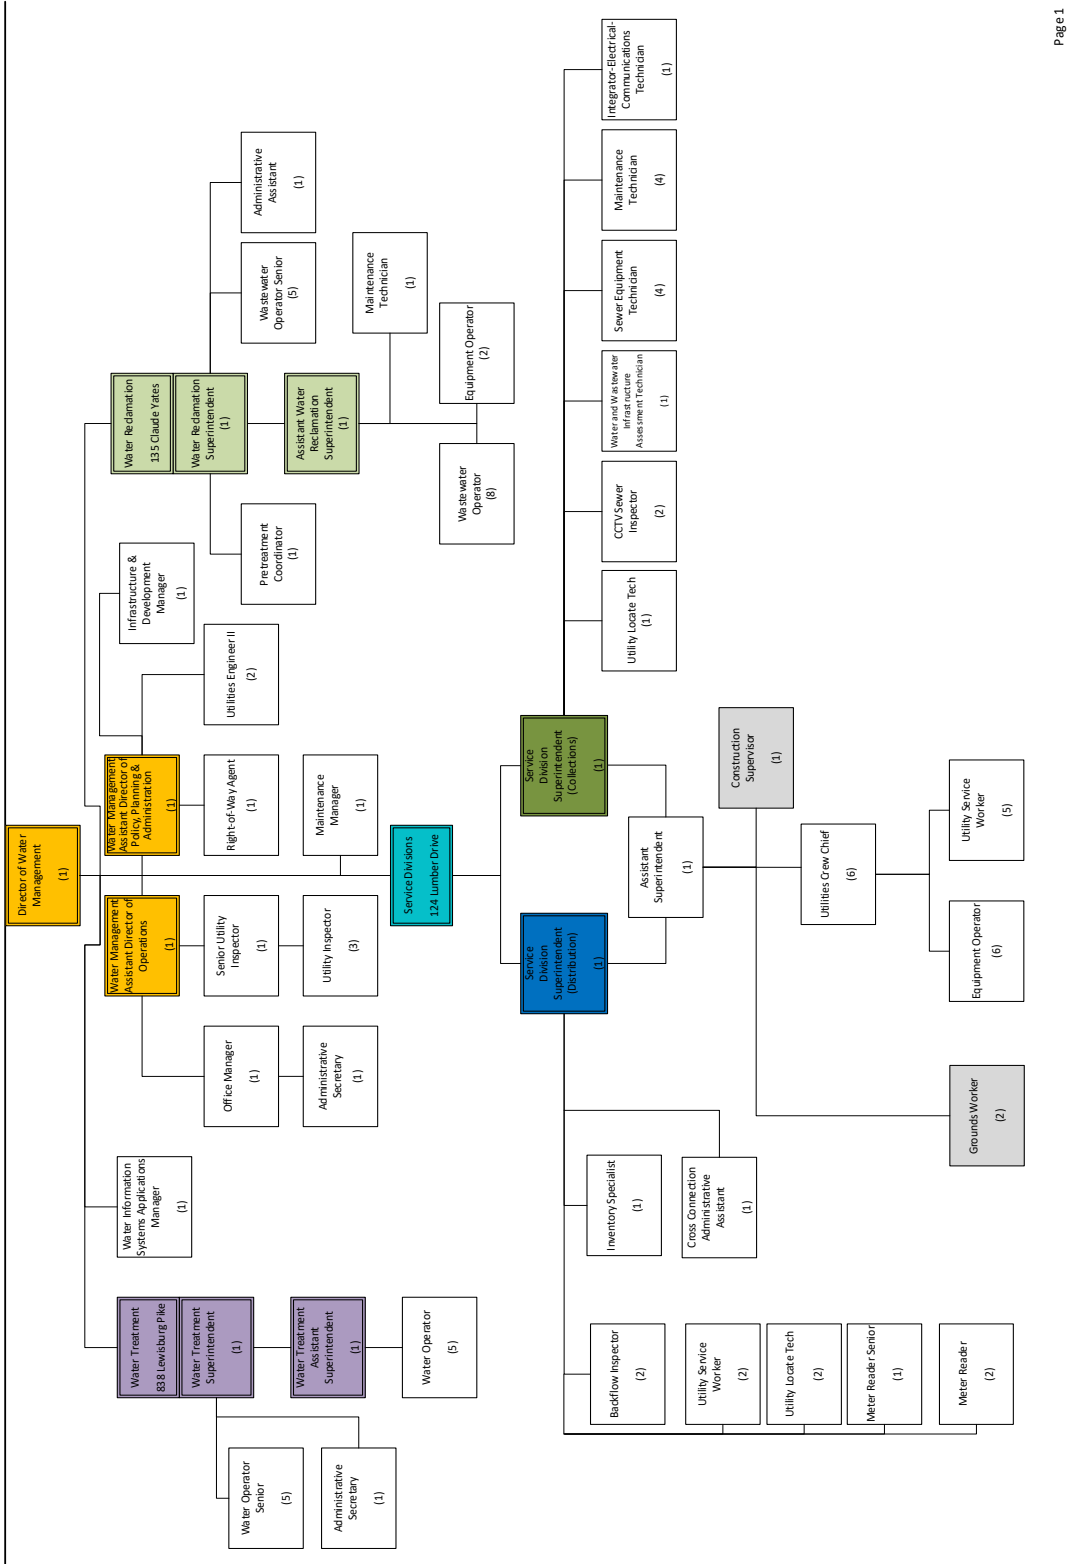 Director of Water
Management
(1)
Water Management
Assistant Director of
Operations
(1)
Water Management
Assistant Director of
Policy, Planning &
Administration
(1)
Water Information
Systems Applications
Manager
(1)
Infrastructure &
Development
Manager
(1)
Office Manager
(1)
Administrative
Secretary
(1)
Senior Utility
Inspector
(1)
Utility Inspector
(3)
Right-of-Way Agent
(1)
Utilities Engineer II
(2)
Maintenance
Manager
(1)
Water Treatment
838 Lewisburg Pike
Water Treatment
Superintendent
(1)
Water Treatment
Assistant
Superintendent
(1)
Water Operator
(5)
Water Operator
Senior
(5)
Administrative
Secretary
(1)
Water Reclamation
135 Claude Yates
Water Reclamation
Superintendent
(1)
Assistant Water
Reclamation
Superintendent
(1)
Pretreatment
Coordinator
(1)
Wastewater
Operator Senior
(5)
Administrative
Assistant
(1)
Maintenance
Technician
(1)
Wastewater
Operator
(8)
Equipment Operator
(2)
Service Divisions
124 Lumber Drive
Service
Division
Superintendent
(Distribution)
(1)
Service
Division
Superintendent
(Collections)
(1)
Inventory Specialist
(1)
Cross Connection
Administrative
Assistant
(1)
Backflow Inspector
(2)
Utility Service
Worker
(2)
Utility Locate Tech
(2)
Meter Reader Senior
(1)
Meter Reader
(2)
Assistant
Superintendent
(1)
Construction
Supervisor
(1)
Utilities Crew Chief
(6)
Grounds Worker
(2)
Equipment Operator
(6)
Utility Service
Worker
(5)
Utility Locate Tech
(1)
CCTV Sewer
Inspector
(2)
Water and Wastewater
Infrastructure
Assessment Technician
(1)
Sewer Equipment
Technician
(4)
Maintenance
Technician
(4)
Integrator-Electrical-
Communications
Technician
(1)
Page 1